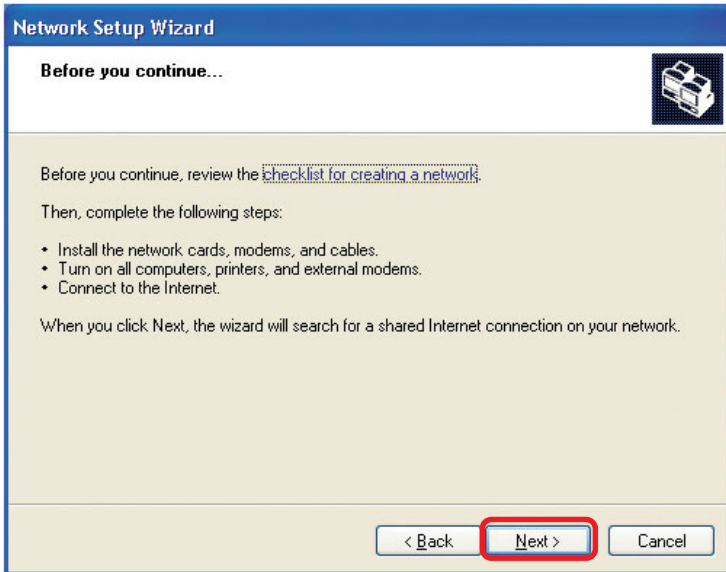 Network Setup Wizard
Before you continue...
Before you continue, review the checklist for creating a network.
Then, complete the following steps:
• Install the network cards, modems, and cables.
• Turn on all computers, printers, and external modems.
• Connect to the Internet.
When you click Next, the wizard will search for a shared Internet connection on your network.
< Back Next > Cancel